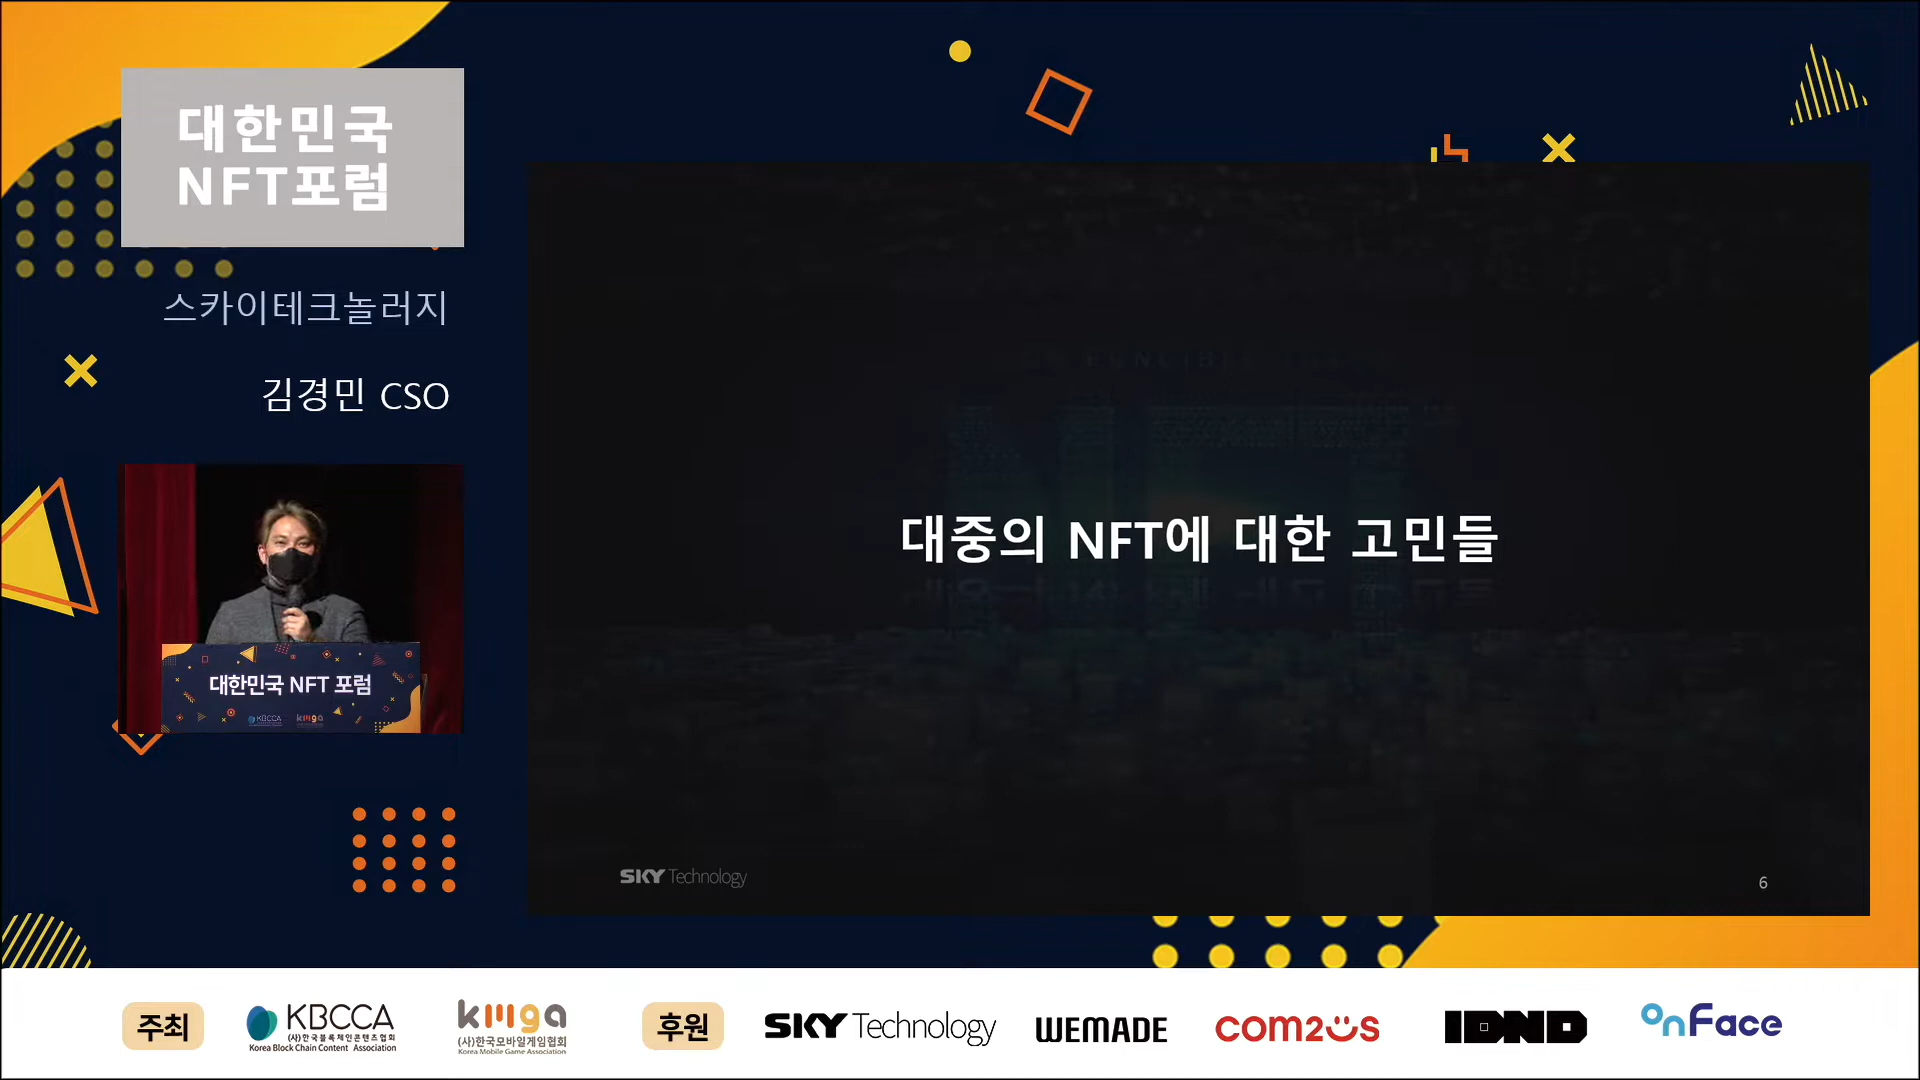 대한민국
NFT포럼
스카이테크놀러지
김경민 CSO
대한민국 NFT 포럼
KBCCA
kmga
대중의 NFT에 대한 고민들
SKY Technology
6
주최
KBCCA
(사)한국블록체인콘텐츠협회
Korea Block Chain Content Association
kmga
(사)한국모바일게임협회
Korea Mobile Game Association
후원
SKY Technology
WEMADE
com2us
IDND
onFace